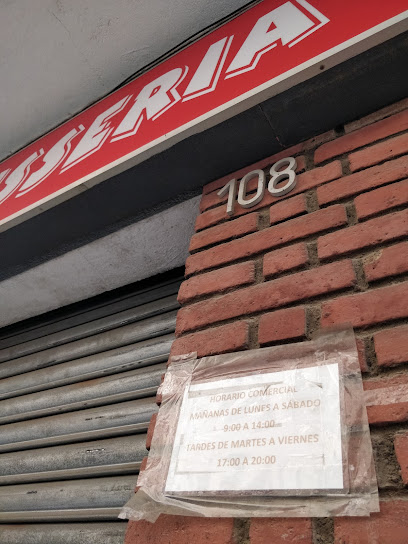 SSERIA
108
HORARIO COMERCIAL
MAÑANAS DE LUNES A SÁBADO
9:00 A 14:00
TARDES DE MARTES A VIERNES
17:00 A 20:00